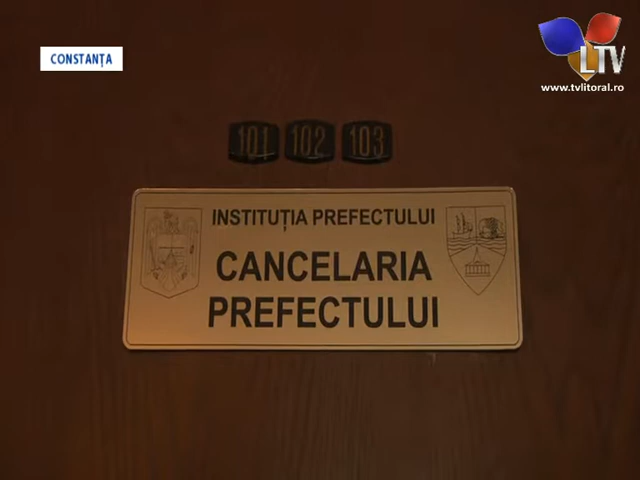 CONSTANȚA
LTV
www.tvlitoral.ro
101 102 103
INSTITUȚIA PREFECTULUI
CANCELARIA
PREFECTULUI